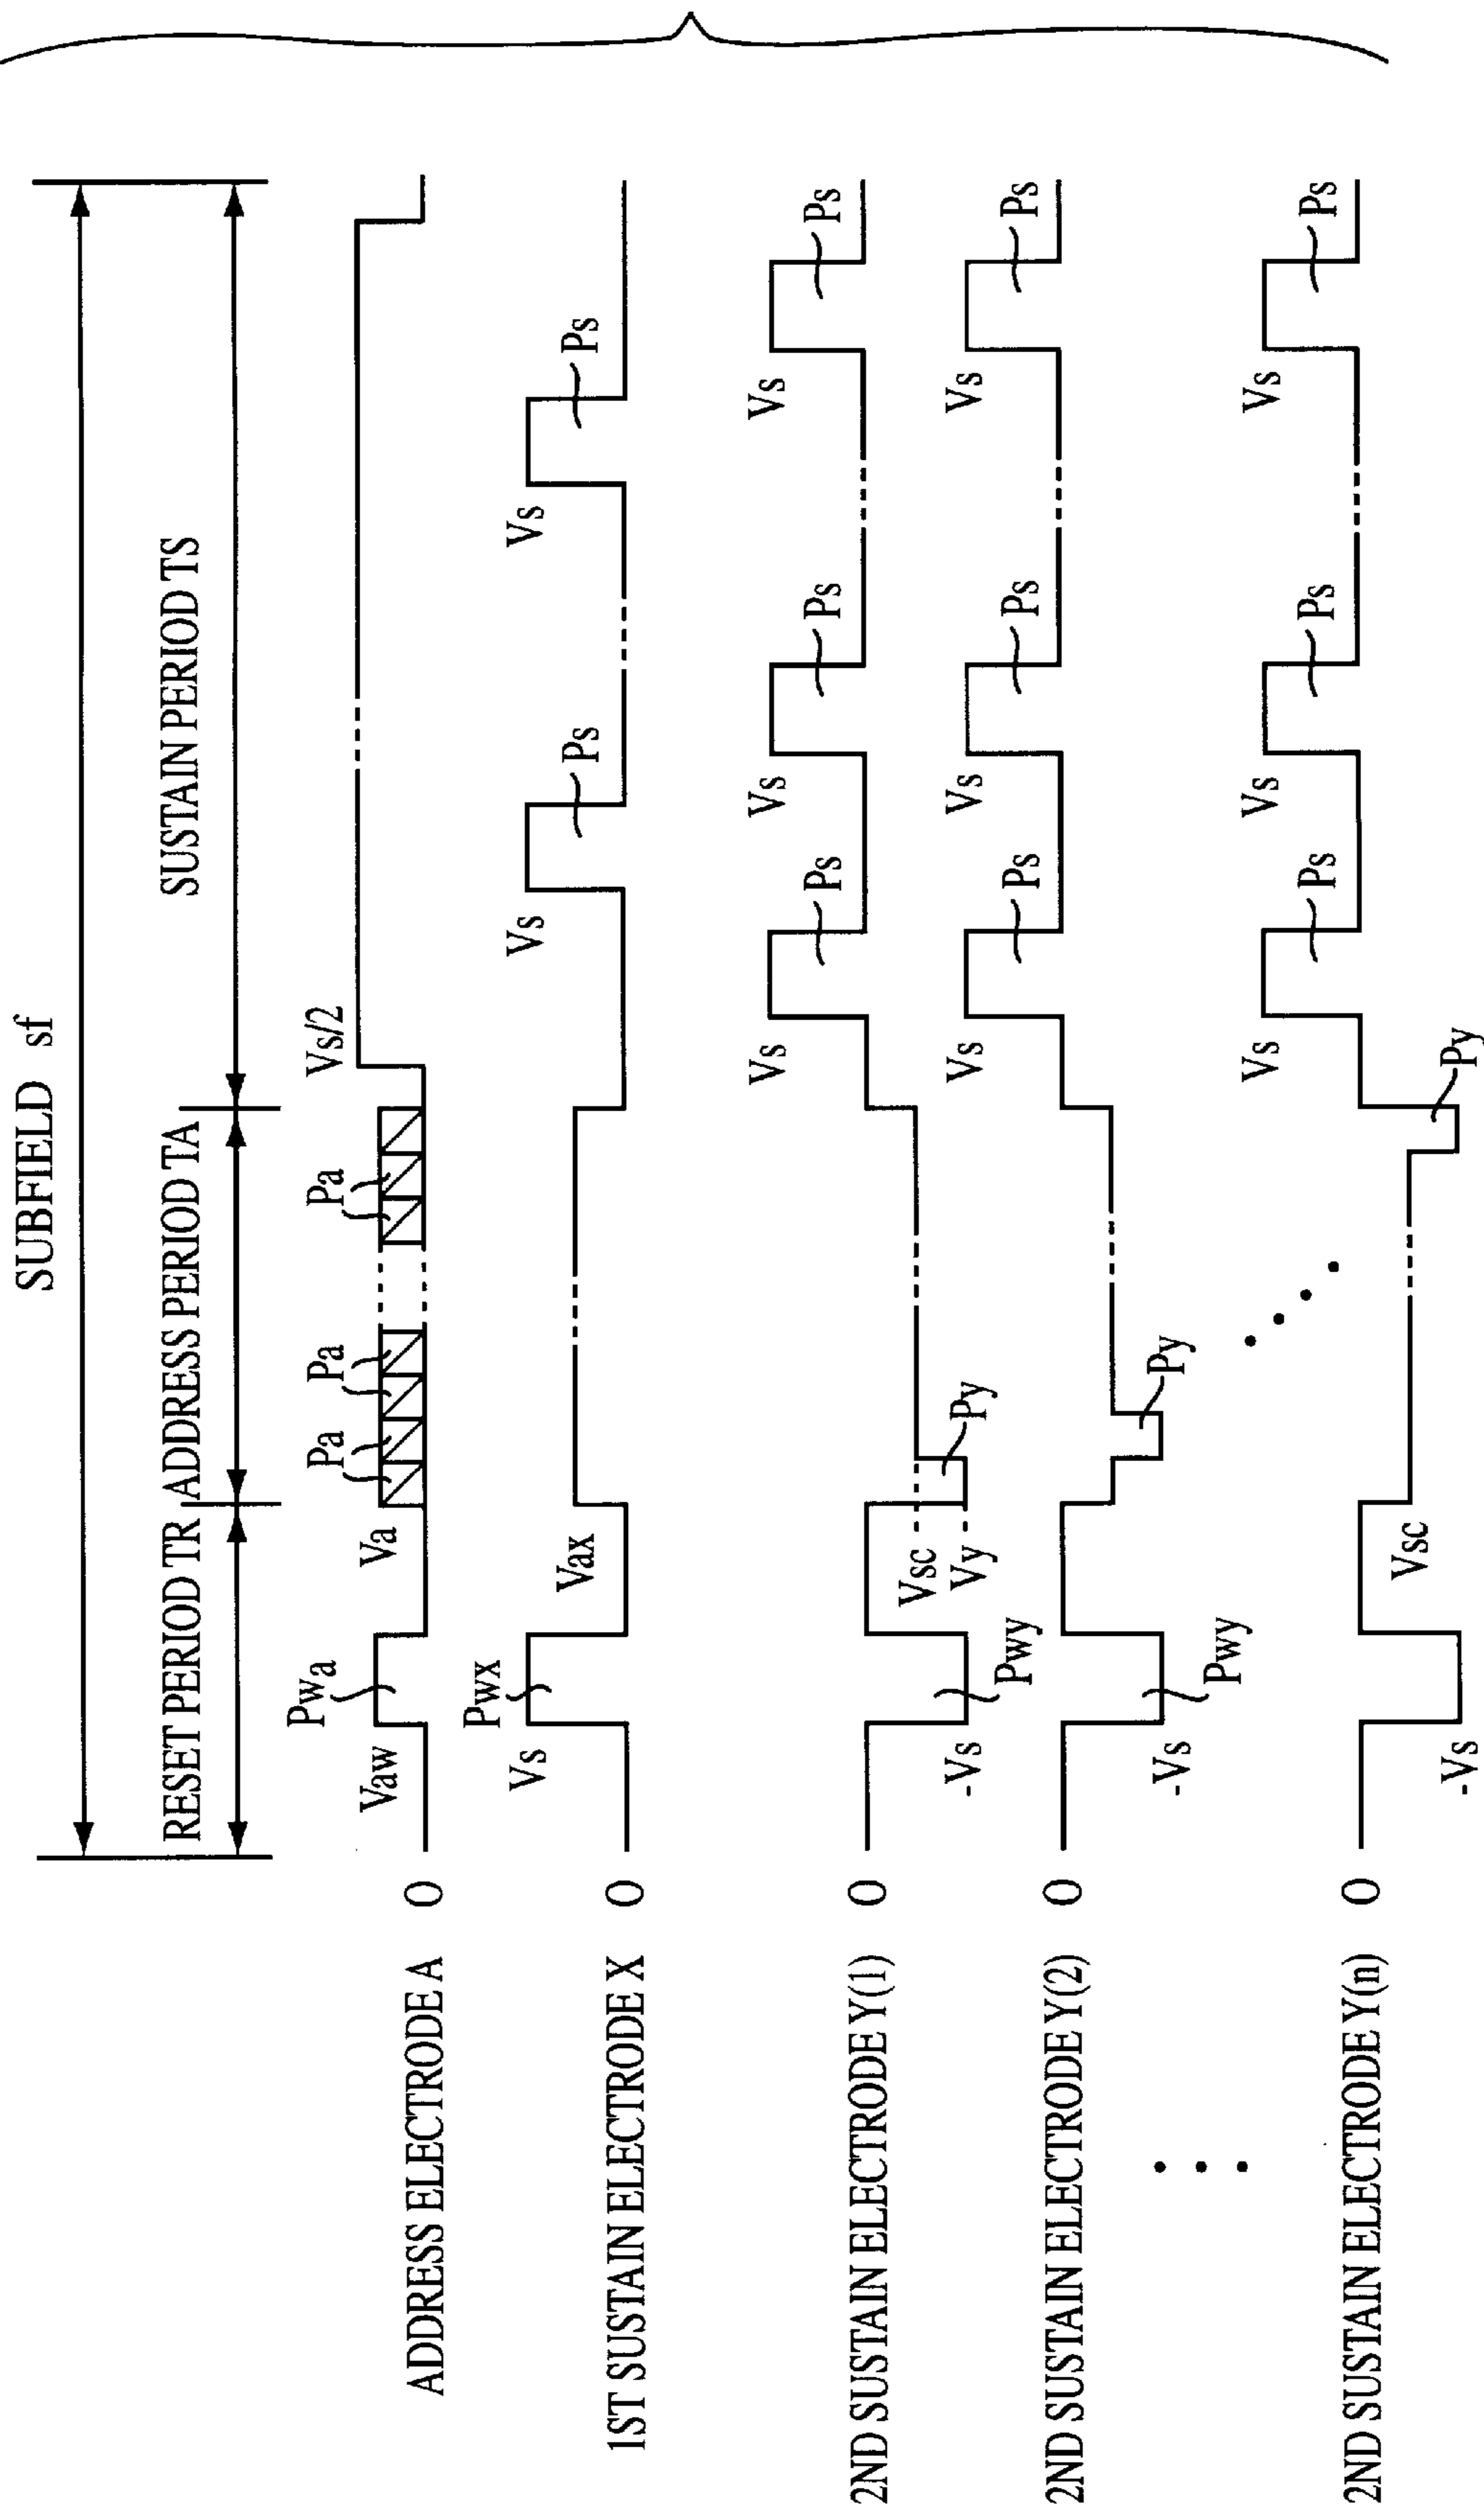 SUBFIELD sf
RESET PERIOD TR
ADDRESS PERIOD TA
SUSTAIN PERIOD TS
ADDRESS ELECTRODE A
0
Vaw
Pwa
Va
Pa
Pa
Pa
Vs/2
1ST SUSTAIN ELECTRODE X
0
Vs
Pwx
Vax
Vs
Ps
Vs
Ps
2ND SUSTAIN ELECTRODE Y(1)
0
-Vs
Pwy
Vsc
Vy
Py
Vs
Ps
Vs
Ps
Vs
Ps
2ND SUSTAIN ELECTRODE Y(2)
0
-Vs
Pwy
Py
Vs
Ps
Vs
Ps
Vs
Ps
2ND SUSTAIN ELECTRODE Y(n)
0
-Vs
Vsc
Py
Vs
Ps
Vs
Ps
Vs
Ps